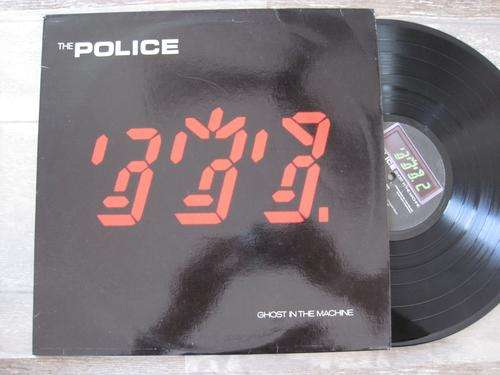 THE POLICE
GHOST IN THE MACHINE